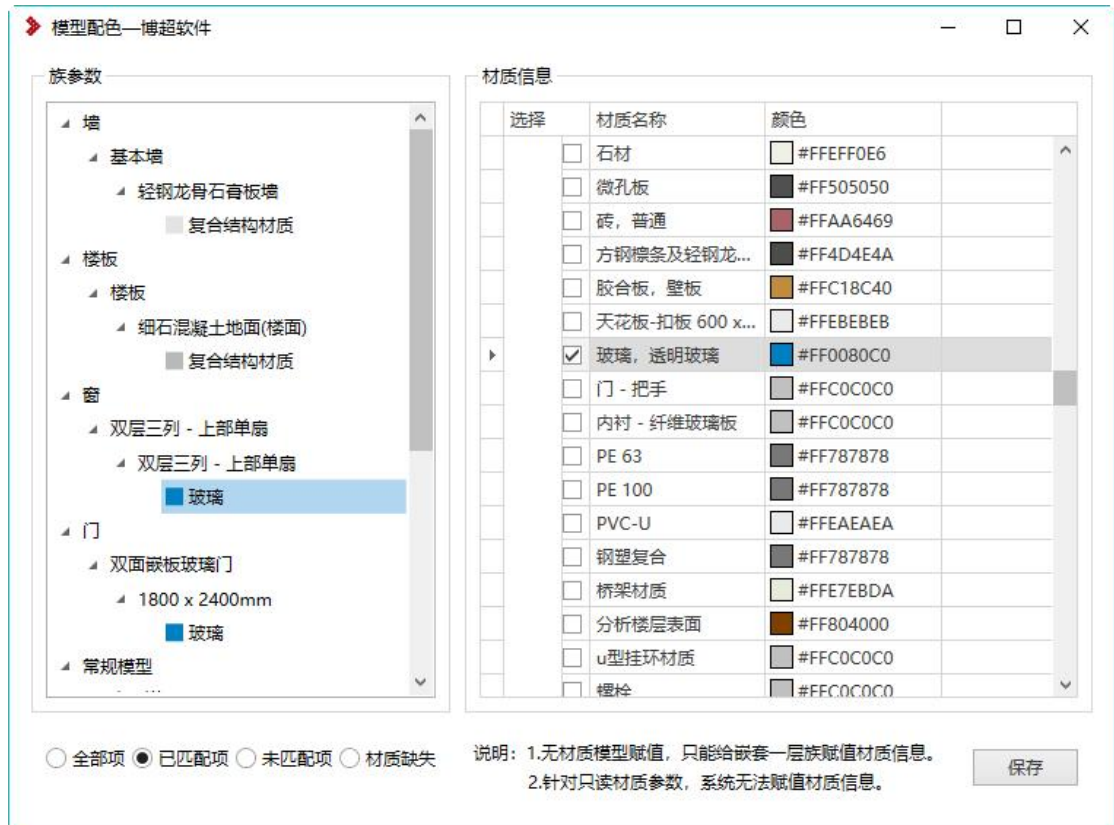 模型配色—博超软件
族参数
墙
基本墙
轻钢龙骨石膏板墙
复合结构材质
楼板
楼板
细石混凝土地面(楼面)
复合结构材质
窗
双层三列 - 上部单扇
双层三列 - 上部单扇
玻璃
门
双面嵌板玻璃门
1800 x 2400mm
玻璃
常规模型
材质信息
选择 材质名称 颜色
石材 #FFEFF0E6
微孔板 #FF505050
砖，普通 #FFAA6469
方钢檩条及轻钢龙... #FF4D4E4A
胶合板，壁板 #FFC18C40
天花板-扣板 600 x... #FFEBEBEB
玻璃，透明玻璃 #FF0080C0
门 - 把手 #FFC0C0C0
内衬 - 纤维玻璃板 #FFC0C0C0
PE 63 #FF787878
PE 100 #FF787878
PVC-U #FFEAEAEA
钢塑复合 #FF787878
桥架材质 #FFE7EBDA
分析楼层表面 #FF804000
u型挂环材质 #FFC0C0C0
螺栓 #FFC0C0C0
全部项 已匹配项 未匹配项 材质缺失
说明：1.无材质模型赋值，只能给嵌套一层族赋值材质信息。
2.针对只读材质参数，系统无法赋值材质信息。
保存